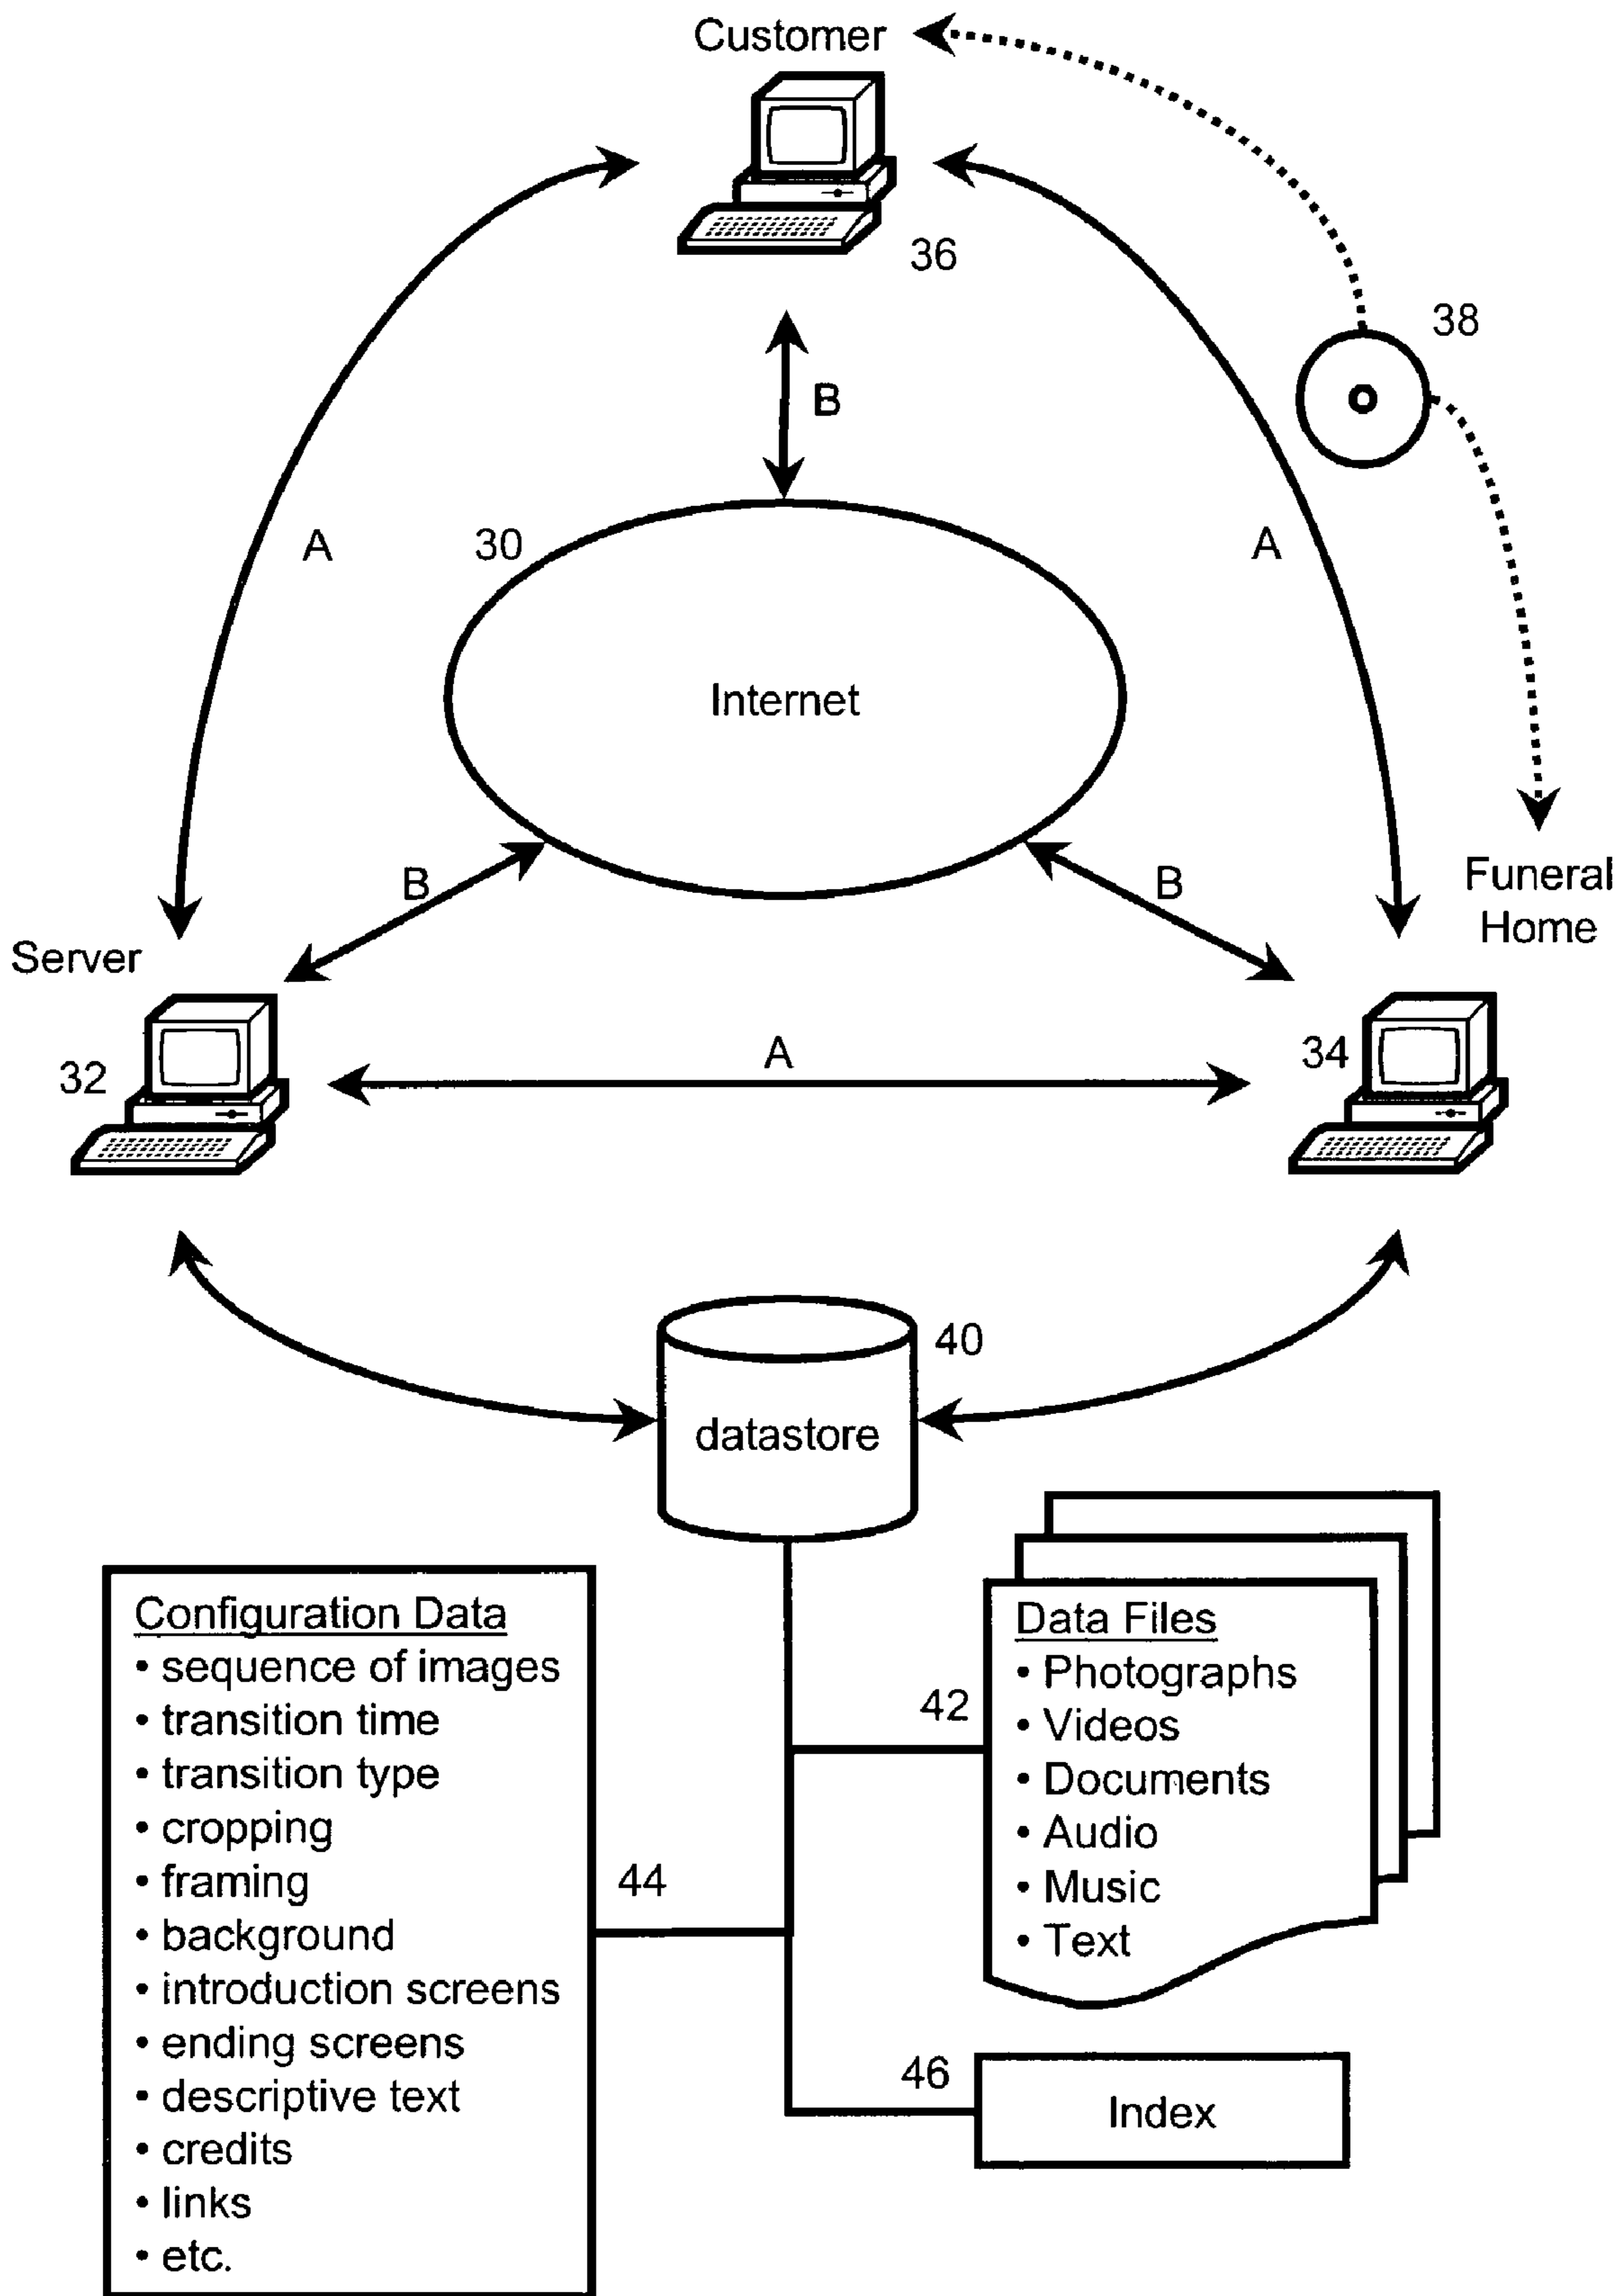 Customer
36
38
B
A
30
A
Internet
B
B
Funeral
Home
Server
32
A
34
40
datastore
Configuration Data
• sequence of images
• transition time
• transition type
• cropping
• framing
• background
• introduction screens
• ending screens
• descriptive text
• credits
• links
• etc.
44
42
Data Files
• Photographs
• Videos
• Documents
• Audio
• Music
• Text
46
Index